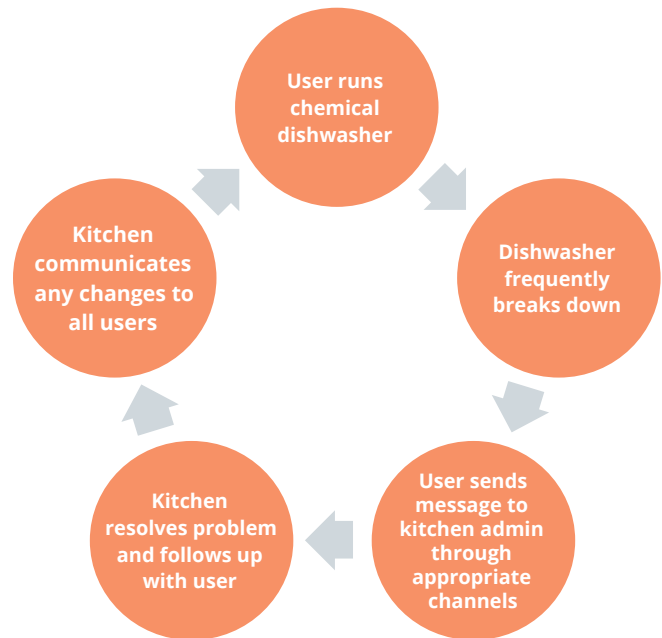 User runs
chemical
dishwasher
Dishwasher
frequently
breaks down
User sends
message to
kitchen admin
through
appropriate
channels
Kitchen
resolves problem
and follows up
with user
Kitchen
communicates
any changes to
all users